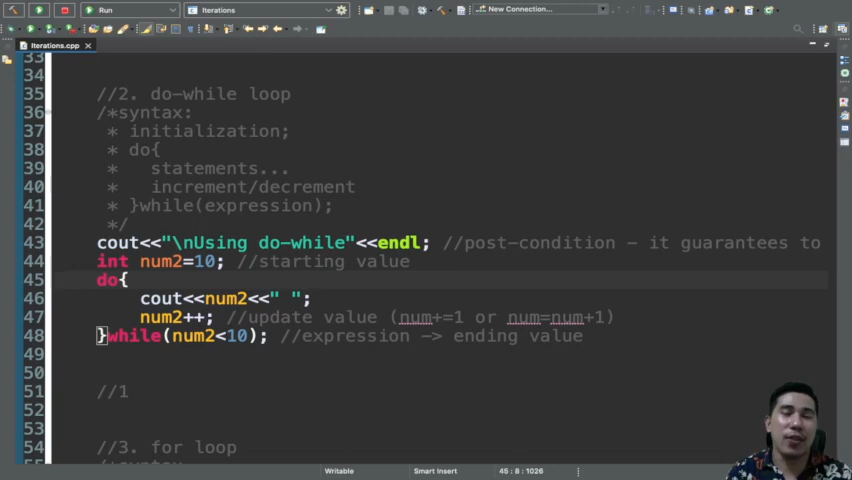 Run
Iterations
New Connection...
Iterations.cpp
33
34
35 //2. do-while loop
36 /*syntax:
37 * initialization;
38 * do{
39 * statements...
40 * increment/decrement
41 * }while(expression);
42 */
43 cout<<"\nUsing do-while"<<endl; //post-condition - it guarantees to
44 int num2=10; //starting value
45 do{
46 cout<<num2<<" ";
47 num2++; //update value (num+=1 or num=num+1)
48 }while(num2<10); //expression -> ending value
49
50
51 //1
52
53
54 //3. for loop
55 /*syntax
Writable Smart Insert 45 : 8 : 1026